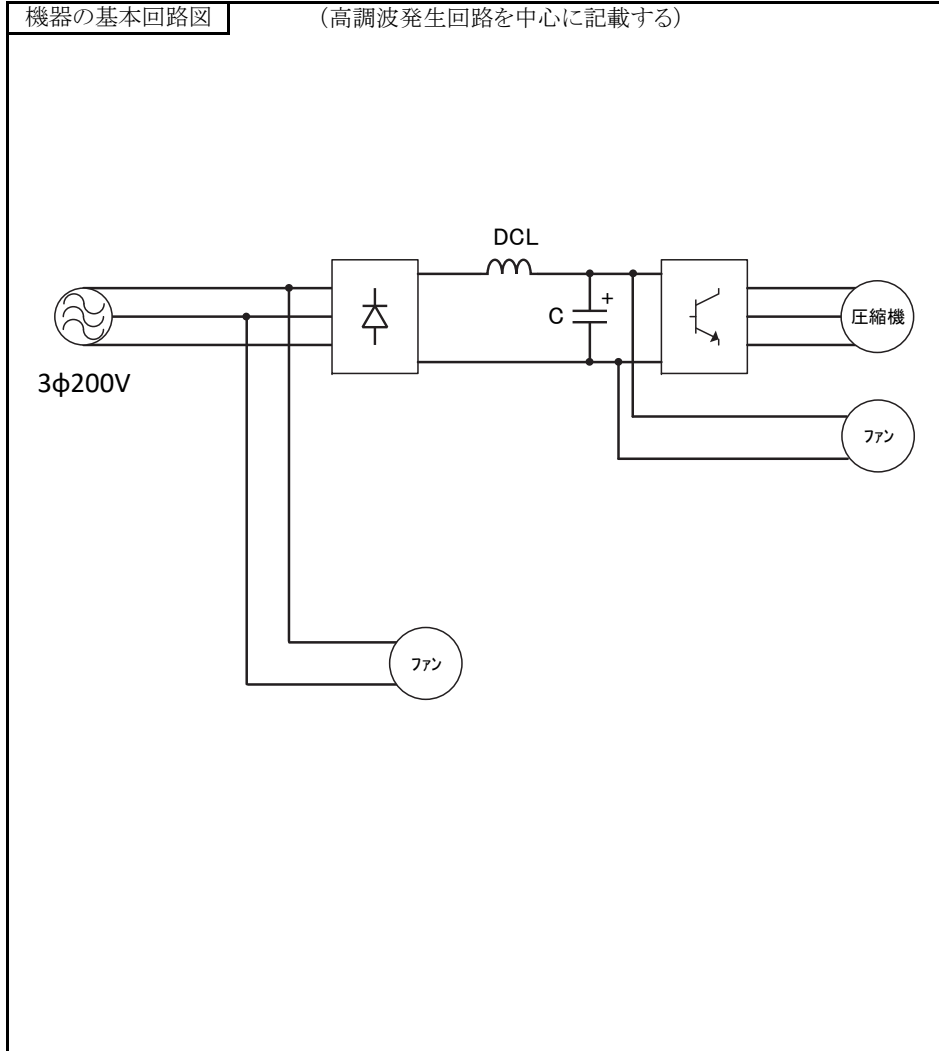 機器の基本回路図
(高調波発生回路を中心に記載する)
DCL
C
+
圧縮機
3φ200V
ファン
ファン